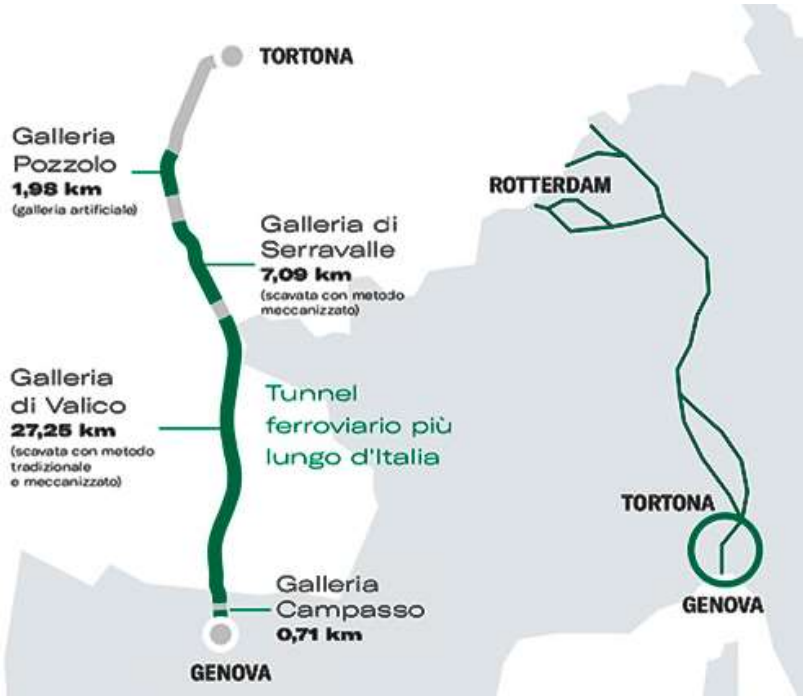 TORTONA
Galleria
Pozzolo
1,98 km
(galleria artificiale)
Galleria di
Serravalle
7,09 km
(scavata con metodo
meccanizzato)
Galleria
di Valico
27,25 km
(scavata con metodo
tradizionale
e meccanizzato)
Tunnel
ferroviario più
lungo d'Italia
Galleria
Campasso
0,71 km
GENOVA
ROTTERDAM
TORTONA
GENOVA